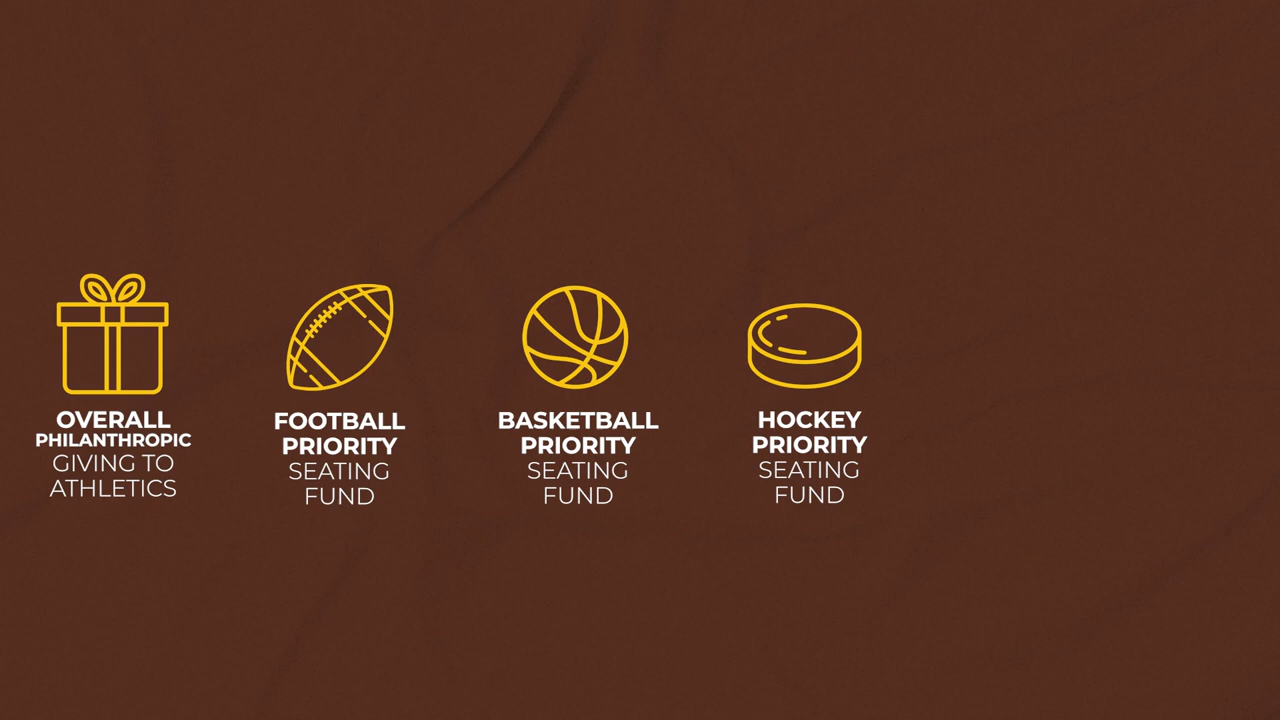 OVERALL
PHILANTHROPIC
GIVING TO
ATHLETICS
FOOTBALL
PRIORITY
SEATING
FUND
BASKETBALL
PRIORITY
SEATING
FUND
HOCKEY
PRIORITY
SEATING
FUND